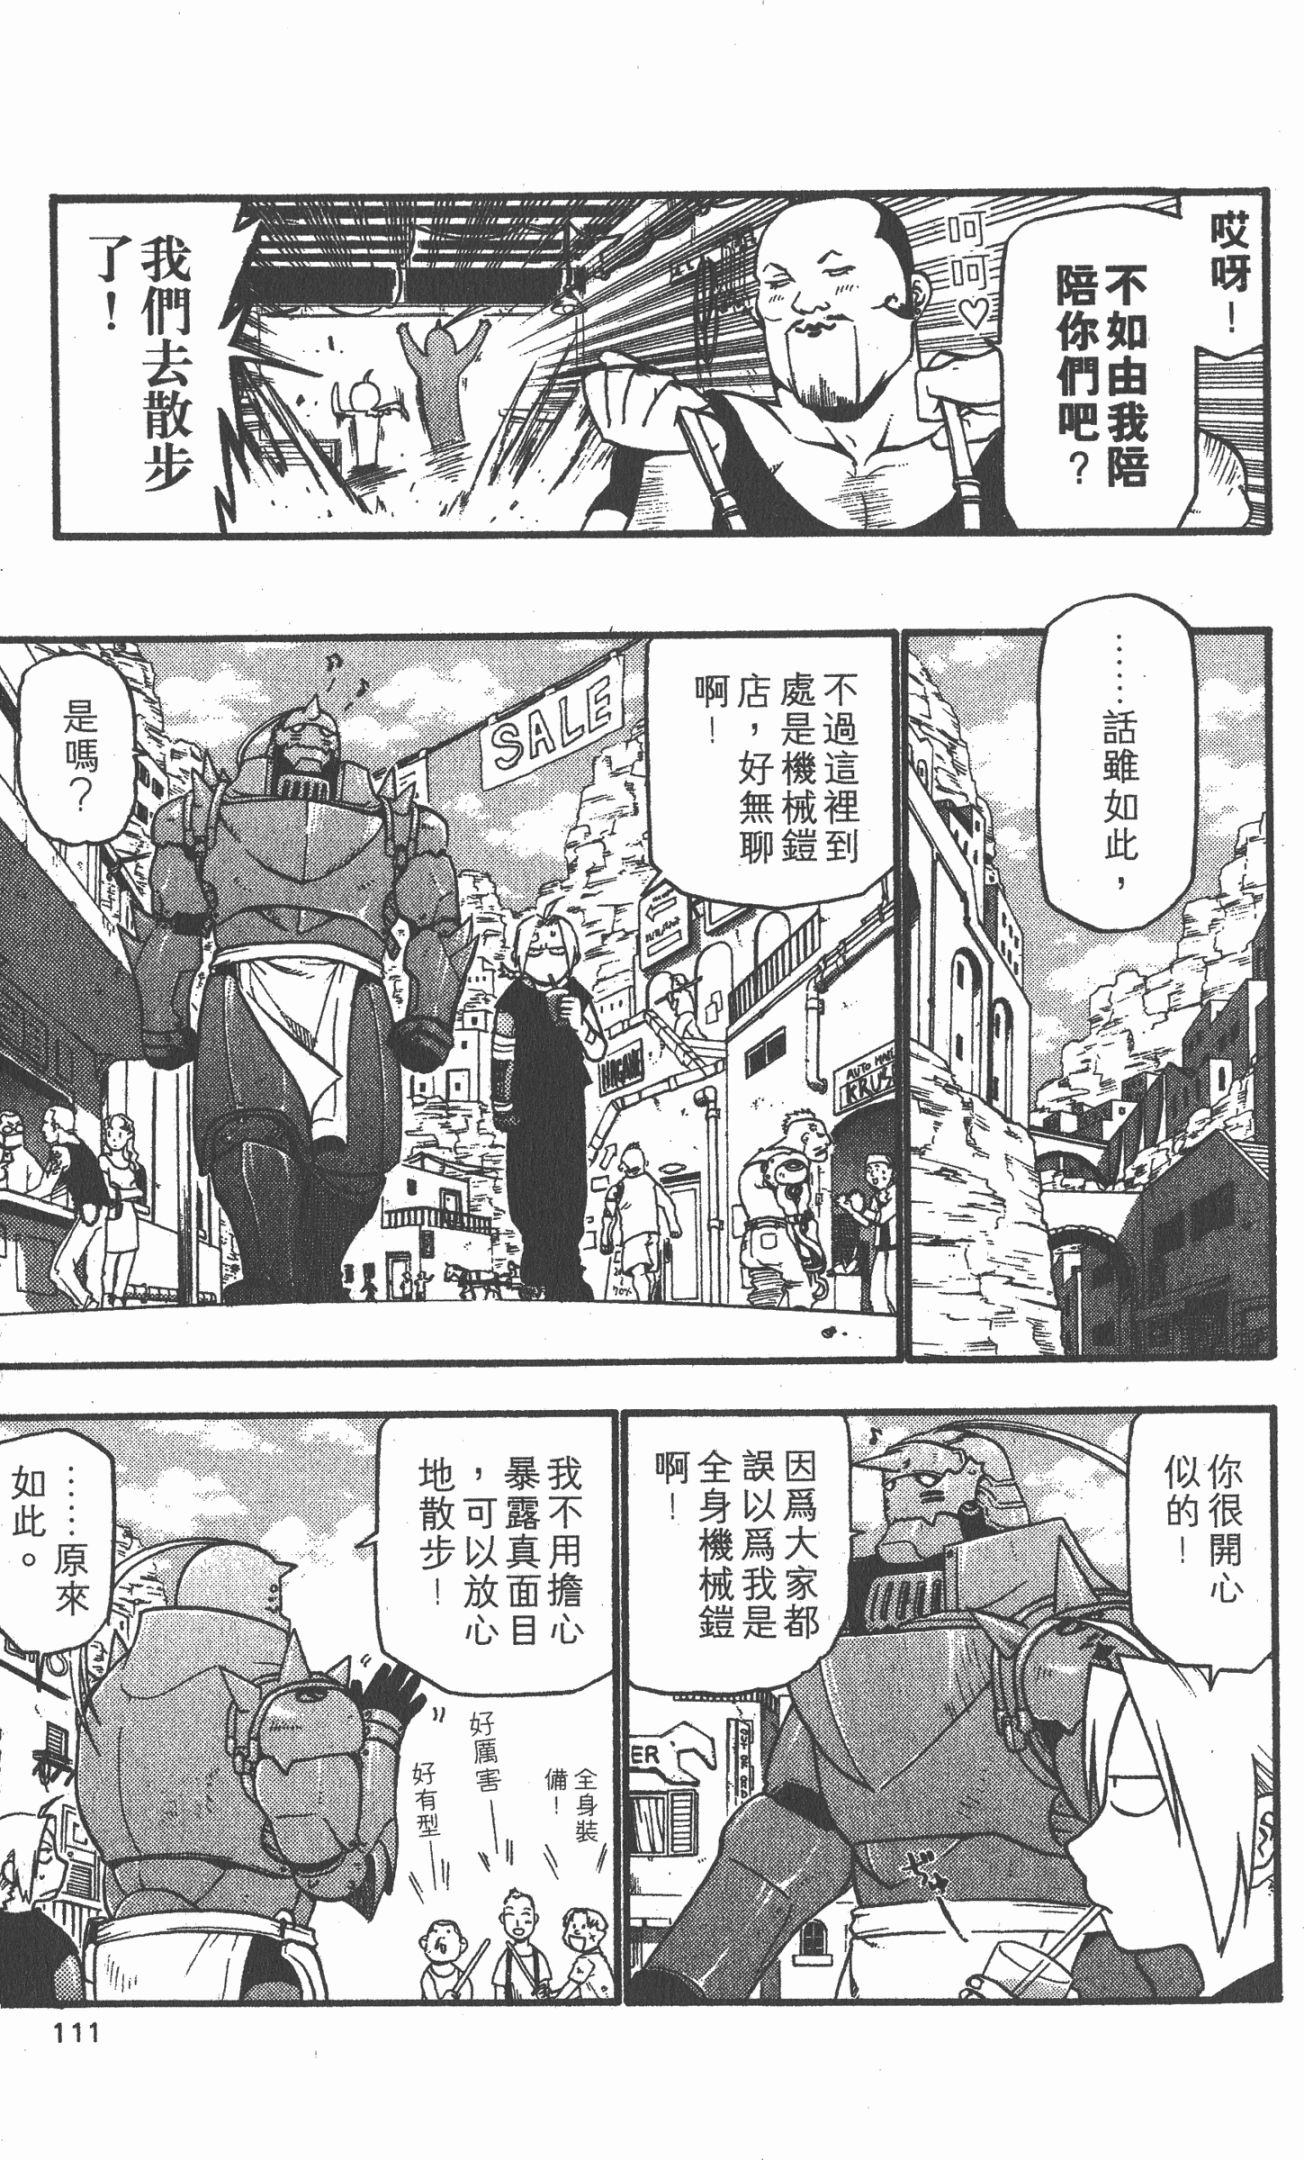 哎呀！
不如由我陪
陪你們吧？
呵
呵♡
我們去散步
了！
……話雖如此，
不過這裡到
處是機械鎧
店，好無聊
啊！
SALE
AUTO MAIL
是嗎？
你很開心
似的！
因爲大家都
誤以爲我是
全身機械鎧
啊！
我不用擔心
暴露真面目
，可以放心
地散步！
全身裝
備！
好厲害──
好有型──
……原來
如此。
111